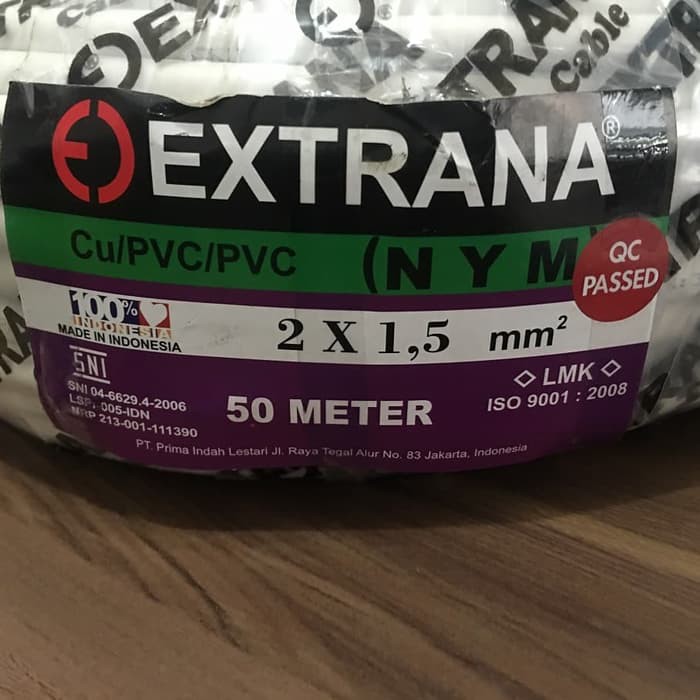 Cable
EXTRANA®
Cu/PVC/PVC (NYM)
QC
PASSED
100%
INDONESIA
MADE IN INDONESIA
2 X 1,5 mm²
SNI
SNI 04-6629.4-2006
LSP. 005-IDN
NRP 213-001-111390
50 METER
◇ LMK ◇
ISO 9001 : 2008
PT. Prima Indah Lestari Jl. Raya Tegal Alur No. 83 Jakarta, Indonesia